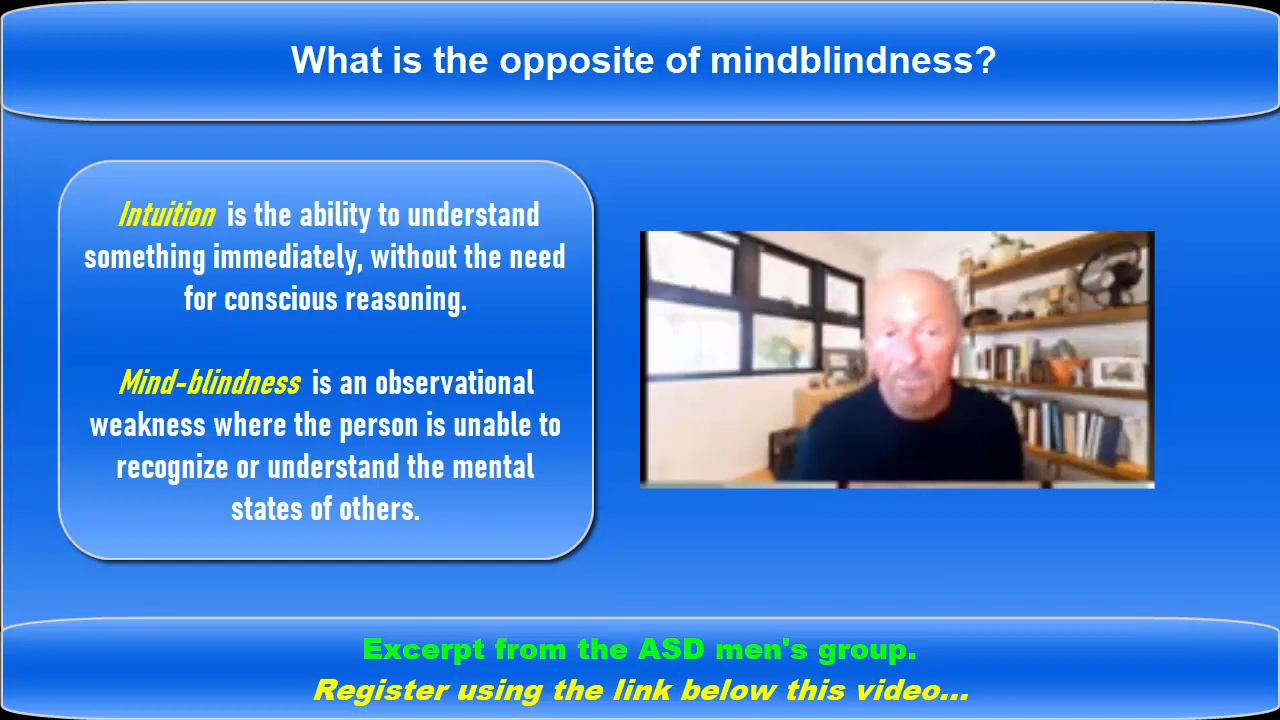 What is the opposite of mindblindness?
Intuition is the ability to understand
something immediately, without the need
for conscious reasoning.
Mind-blindness is an observational
weakness where the person is unable to
recognize or understand the mental
states of others.
Excerpt from the ASD men's group.
Register using the link below this video...